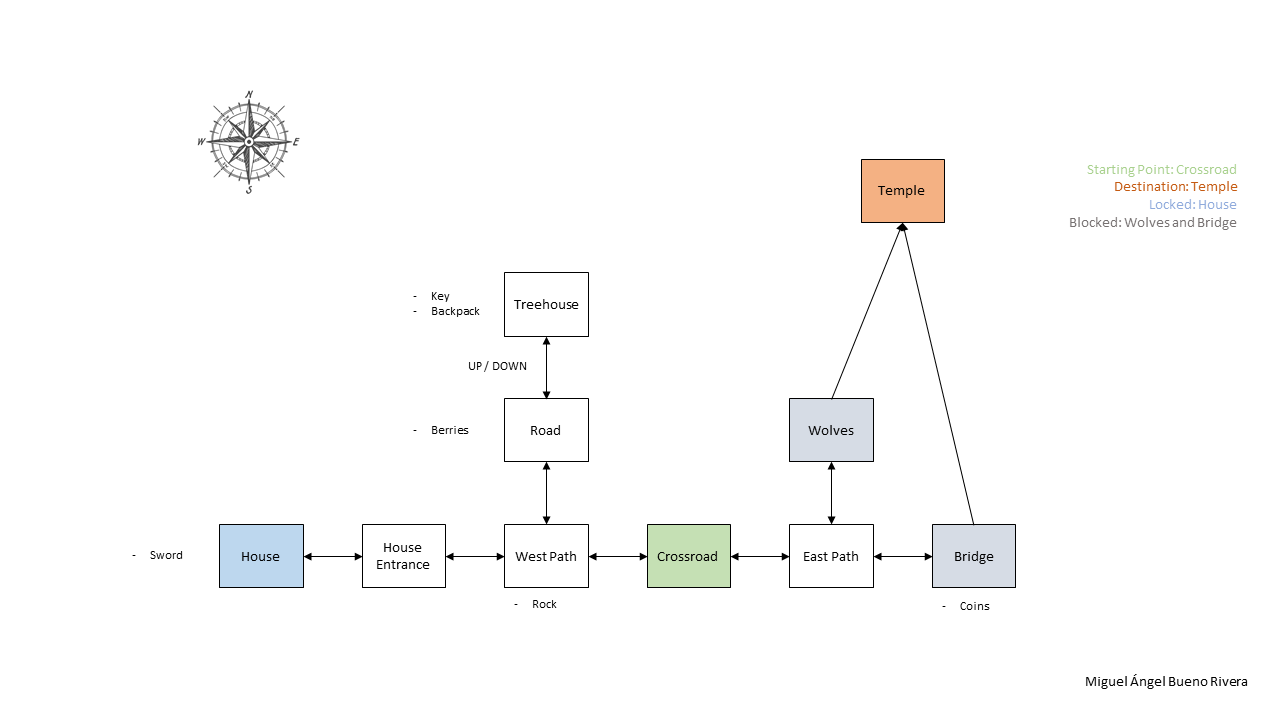 N
W
E
S
Temple
Starting Point: Crossroad
Destination: Temple
Locked: House
Blocked: Wolves and Bridge
- Key
- Backpack
Treehouse
UP / DOWN
- Berries
Road
Wolves
- Sword
House
House
Entrance
West Path
Crossroad
East Path
Bridge
- Rock
- Coins
Miguel Ángel Bueno Rivera